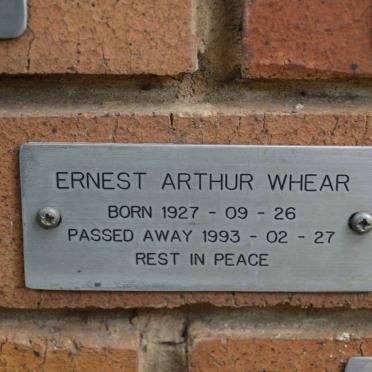 ERNEST ARTHUR WHEAR
BORN 1927 - 09 - 26
PASSED AWAY 1993 - 02 - 27
REST IN PEACE